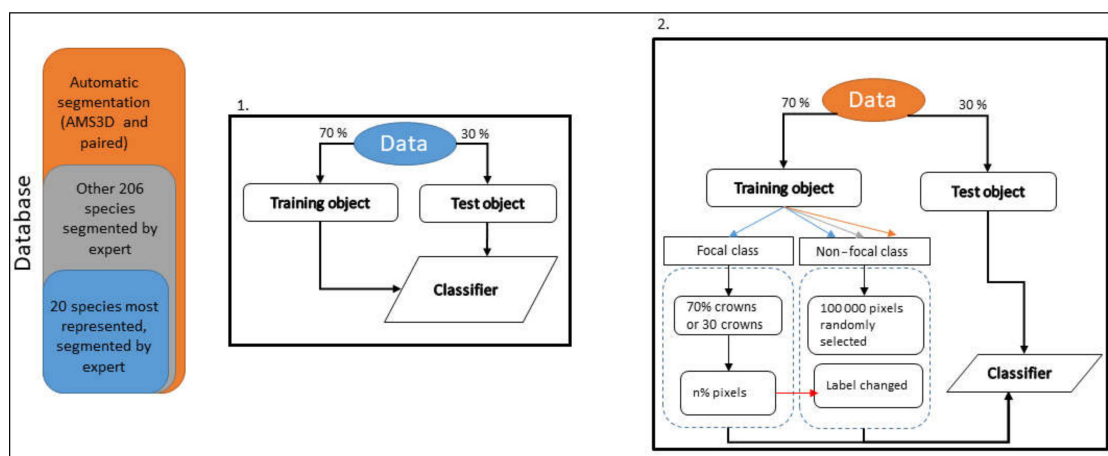 Database
Automatic
segmentation
(AMS3D and
paired)
Other 206
species
segmented by
expert
20 species most
represented,
segmented by
expert
1.
70 %
Data
30 %
Training object
Test object
Classifier
2.
70 %
Data
30 %
Training object
Test object
Focal class
Non-focal class
70% crowns
or 30 crowns
100 000 pixels
randomly
selected
n% pixels
Label changed
Classifier